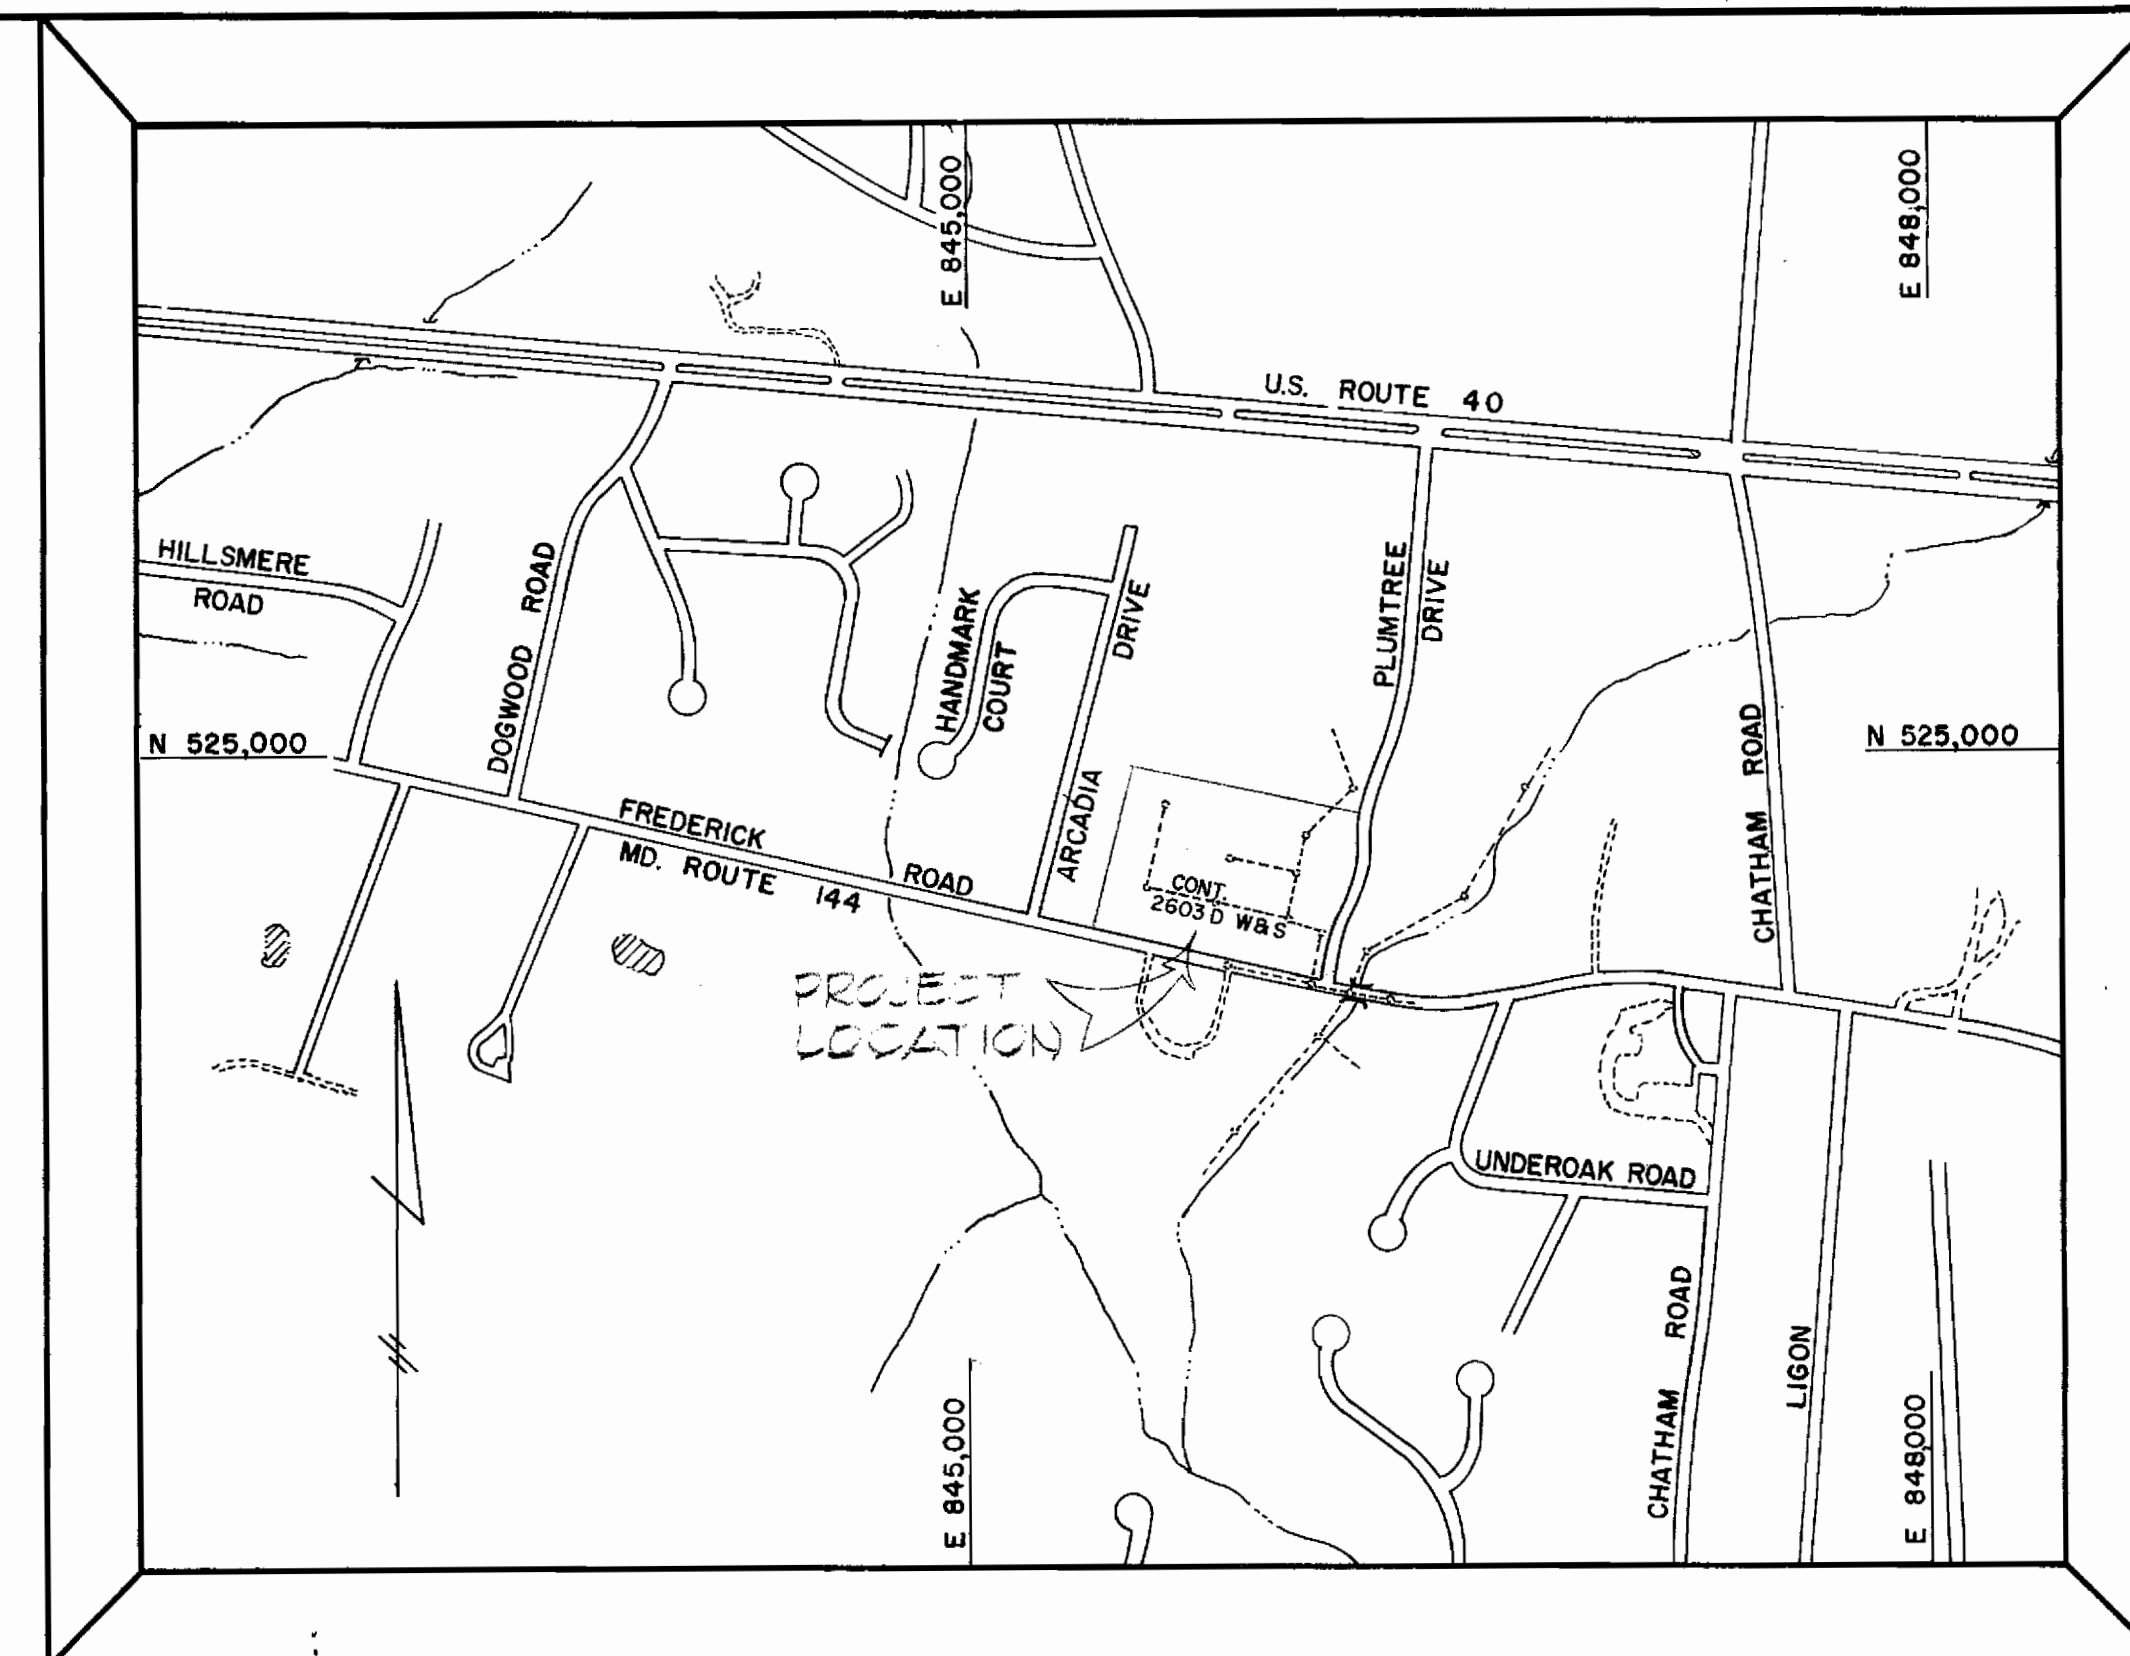 E 845,000
E 848,000
U.S. ROUTE 40
HILLSMERE
ROAD
DOGWOOD ROAD
HANDMARK
COURT
ARCADIA DRIVE
PLUMTREE
DRIVE
CHATHAM ROAD
N 525,000
N 525,000
FREDERICK ROAD
MD. ROUTE 144
CONT.
2603 D W&S
PROJECT
LOCATION
UNDEROAK ROAD
CHATHAM ROAD
LIGON
E 845,000
E 848,000